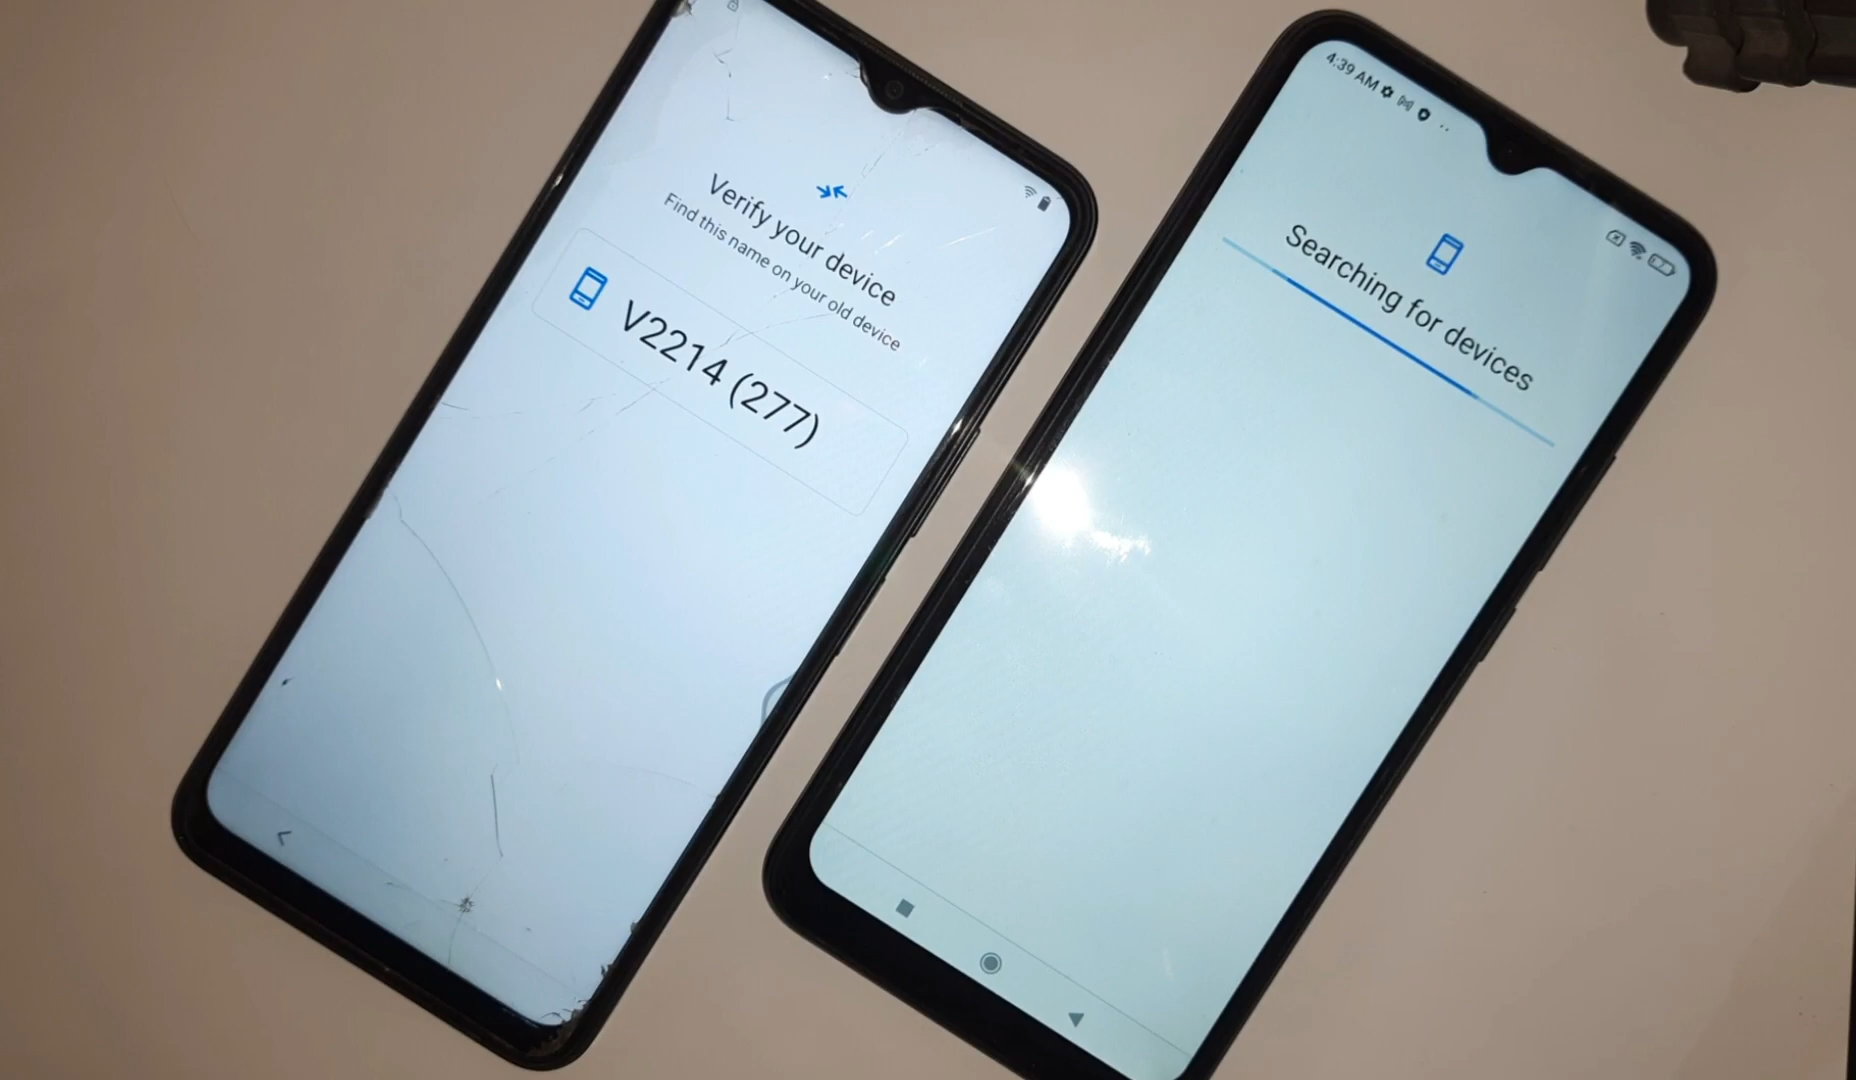 Verify your device
Find this name on your old device
V2214 (277)
4:39 AM
Searching for devices